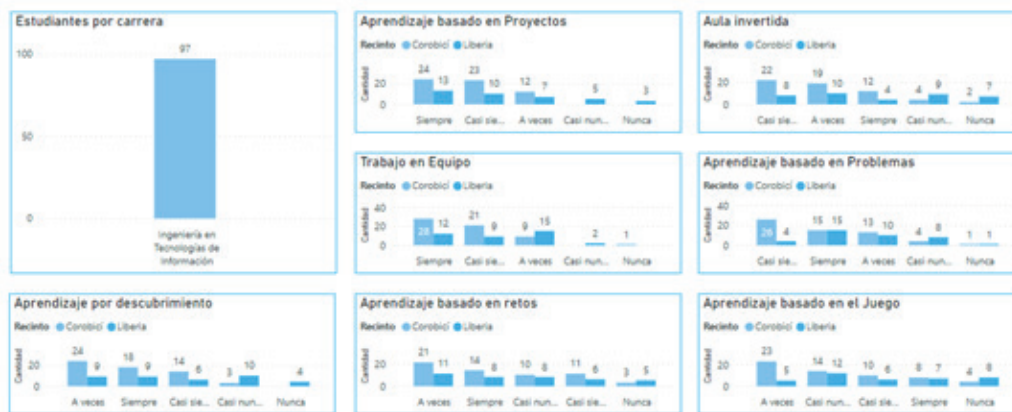 Estudiantes por carrera
97
100
50
0
Ingeniería en
Tecnologías de
Información
Aprendizaje basado en Proyectos
Recinto Corobicí Liberia
Cantidad
20
0
24 13 23 10 12 7 5 3
Siempre Casi sie... A veces Casi nun... Nunca
Aula invertida
Recinto Corobicí Liberia
Cantidad
20
0
22 8 19 10 12 4 4 9 2 7
Casi sie... A veces Siempre Casi nun... Nunca
Trabajo en Equipo
Recinto Corobicí Liberia
Cantidad
40
20
0
28 12 21 9 9 15 2 1
Siempre Casi sie... A veces Casi nun... Nunca
Aprendizaje basado en Problemas
Recinto Corobicí Liberia
Cantidad
40
20
0
26 4 15 15 13 10 4 8 1 1
Casi sie... Siempre A veces Casi nun... Nunca
Aprendizaje por descubrimiento
Recinto Corobicí Liberia
Cantidad
20
0
24 9 18 9 14 6 3 10 4
A veces Siempre Casi sie... Casi nun... Nunca
Aprendizaje basado en retos
Recinto Corobicí Liberia
Cantidad
20
0
21 11 14 8 10 8 11 6 3 5
A veces Siempre Casi nun... Casi sie... Nunca
Aprendizaje basado en el Juego
Recinto Corobicí Liberia
Cantidad
20
0
23 5 14 12 10 6 8 7 4 8
A veces Casi nun... Casi sie... Siempre Nunca